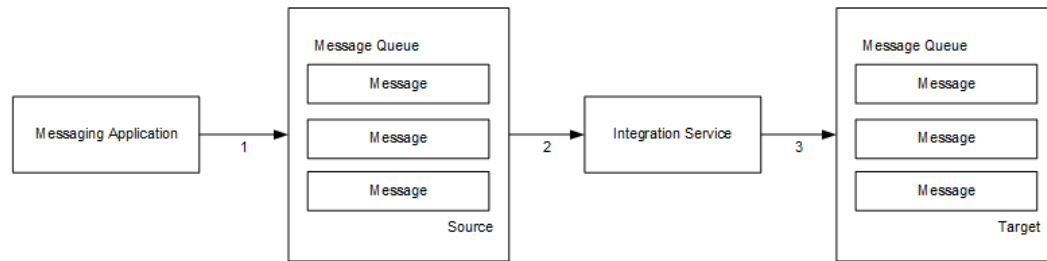 Messaging Application
1
Message Queue
Message
Message
Message
Source
2
Integration Service
3
Message Queue
Message
Message
Message
Target